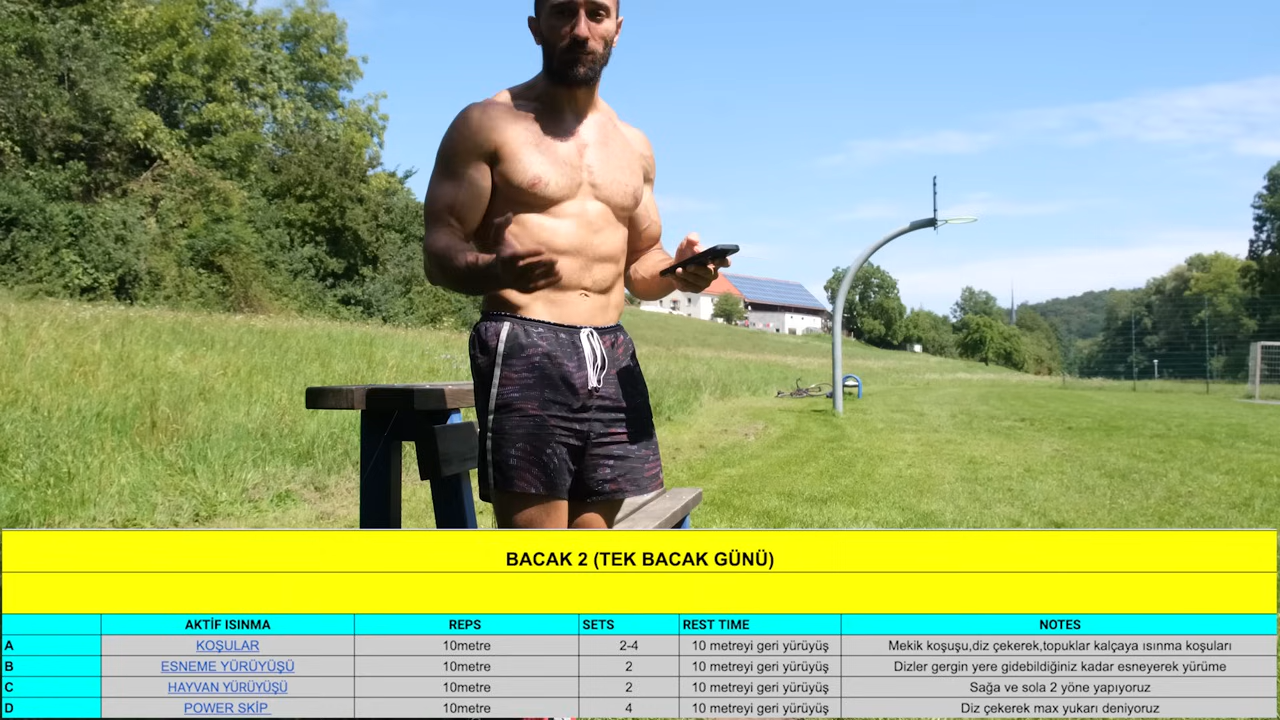 BACAK 2 (TEK BACAK GÜNÜ)
AKTİF ISINMA REPS SETS REST TIME NOTES
A KOŞULAR 10metre 2-4 10 metreyi geri yürüyüş Mekik koşuşu,diz çekerek,topuklar kalçaya ısınma koşuları
B ESNEME YÜRÜYÜŞÜ 10metre 2 10 metreyi geri yürüyüş Dizler gergin yere gidebildiğiniz kadar esneyerek yürüme
C HAYVAN YÜRÜYÜŞÜ 10metre 2 10 metreyi geri yürüyüş Sağa ve sola 2 yöne yapıyoruz
D POWER SKİP 10metre 4 10 metreyi geri yürüyüş Diz çekerek max yukarı deniyoruz